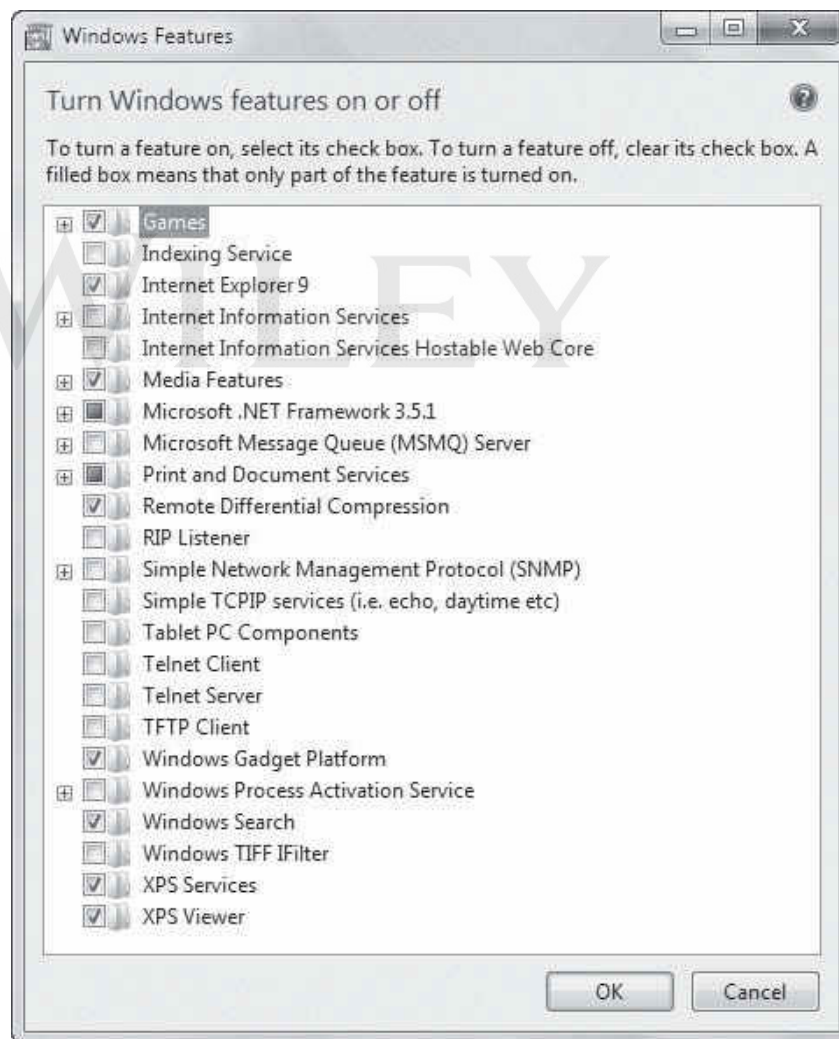 Windows Features
Turn Windows features on or off
To turn a feature on, select its check box. To turn a feature off, clear its check box. A
filled box means that only part of the feature is turned on.
Games
Indexing Service
Internet Explorer 9
Internet Information Services
Internet Information Services Hostable Web Core
Media Features
Microsoft .NET Framework 3.5.1
Microsoft Message Queue (MSMQ) Server
Print and Document Services
Remote Differential Compression
RIP Listener
Simple Network Management Protocol (SNMP)
Simple TCPIP services (i.e. echo, daytime etc)
Tablet PC Components
Telnet Client
Telnet Server
TFTP Client
Windows Gadget Platform
Windows Process Activation Service
Windows Search
Windows TIFF IFilter
XPS Services
XPS Viewer
OK
Cancel
WILEY